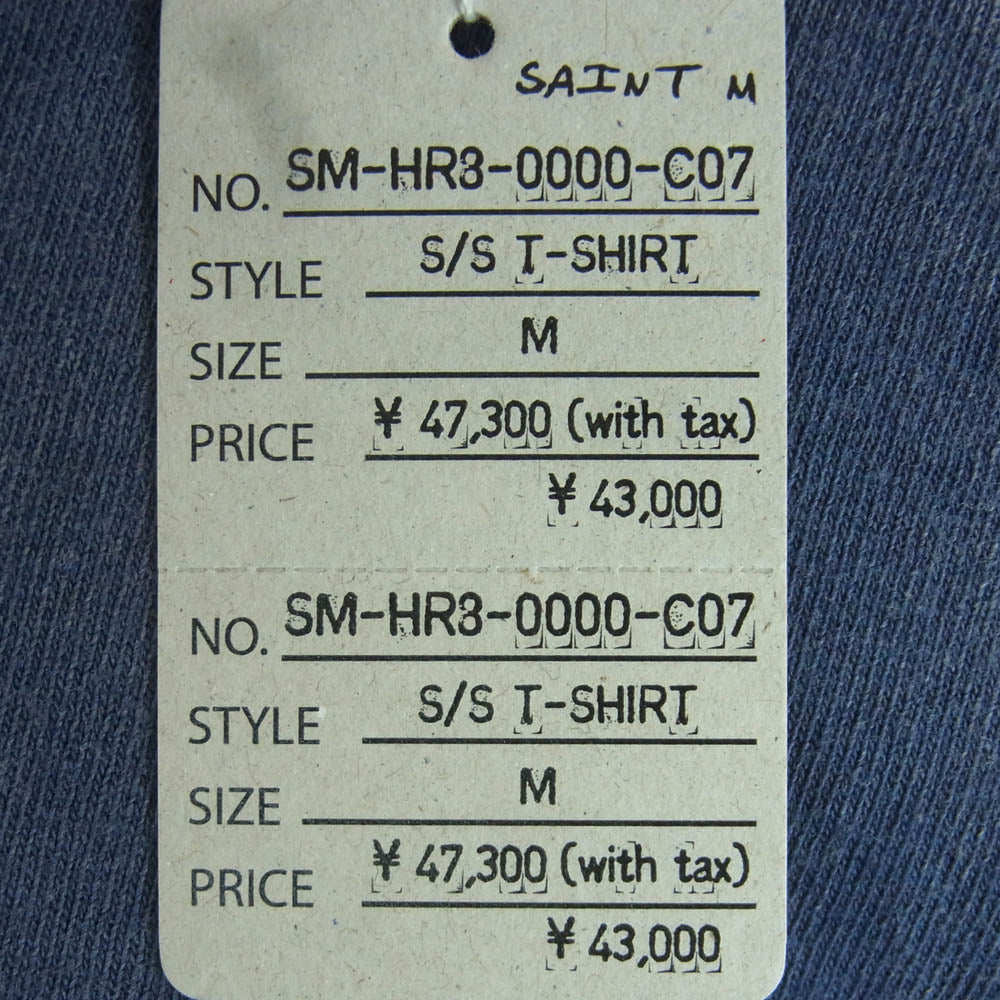 SAINT M
NO. SM-HR3-0000-C07
STYLE S/S T-SHIRT
SIZE M
PRICE ¥ 47,300 (with tax)
¥ 43,000
NO. SM-HR3-0000-C07
STYLE S/S T-SHIRT
SIZE M
PRICE ¥ 47,300 (with tax)
¥ 43,000